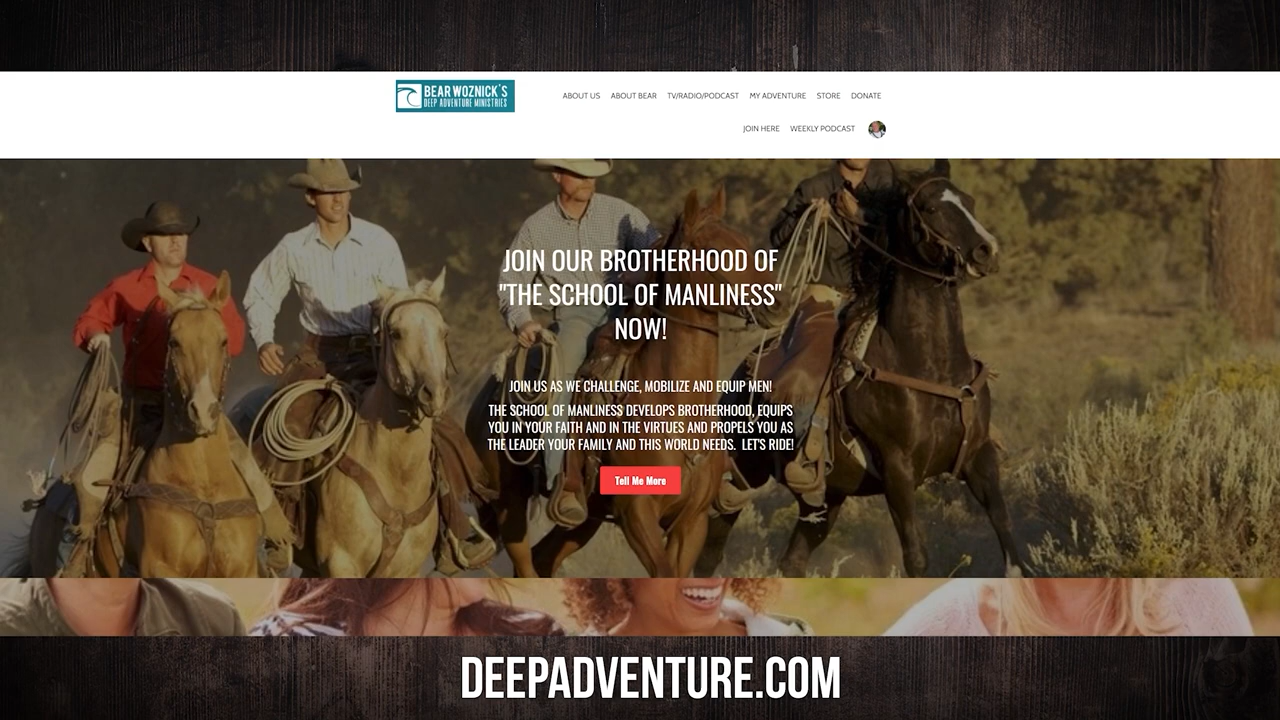 BEAR WOZNICK'S
DEEP ADVENTURE MINISTRIES
ABOUT US ABOUT BEAR TV/RADIO/PODCAST MY ADVENTURE STORE DONATE
JOIN HERE WEEKLY PODCAST
JOIN OUR BROTHERHOOD OF
"THE SCHOOL OF MANLINESS"
NOW!
JOIN US AS WE CHALLENGE, MOBILIZE AND EQUIP MEN!
THE SCHOOL OF MANLINESS DEVELOPS BROTHERHOOD, EQUIPS
YOU IN YOUR FAITH AND IN THE VIRTUES AND PROPELS YOU AS
THE LEADER YOUR FAMILY AND THIS WORLD NEEDS. LET'S RIDE!
Tell Me More
DEEPADVENTURE.COM